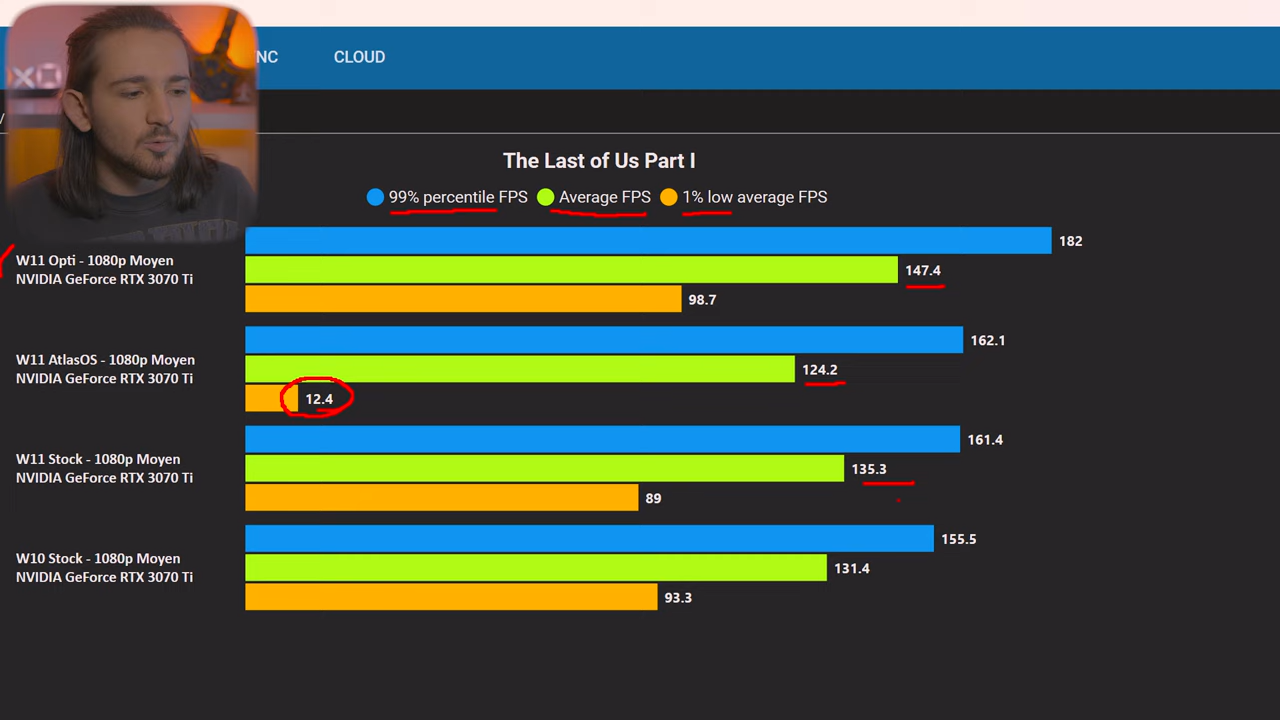 NC CLOUD
The Last of Us Part I
99% percentile FPS Average FPS 1% low average FPS
182
W11 Opti - 1080p Moyen
NVIDIA GeForce RTX 3070 Ti
147.4
98.7
162.1
W11 AtlasOS - 1080p Moyen
NVIDIA GeForce RTX 3070 Ti
124.2
12.4
161.4
W11 Stock - 1080p Moyen
NVIDIA GeForce RTX 3070 Ti
135.3
89
155.5
W10 Stock - 1080p Moyen
NVIDIA GeForce RTX 3070 Ti
131.4
93.3